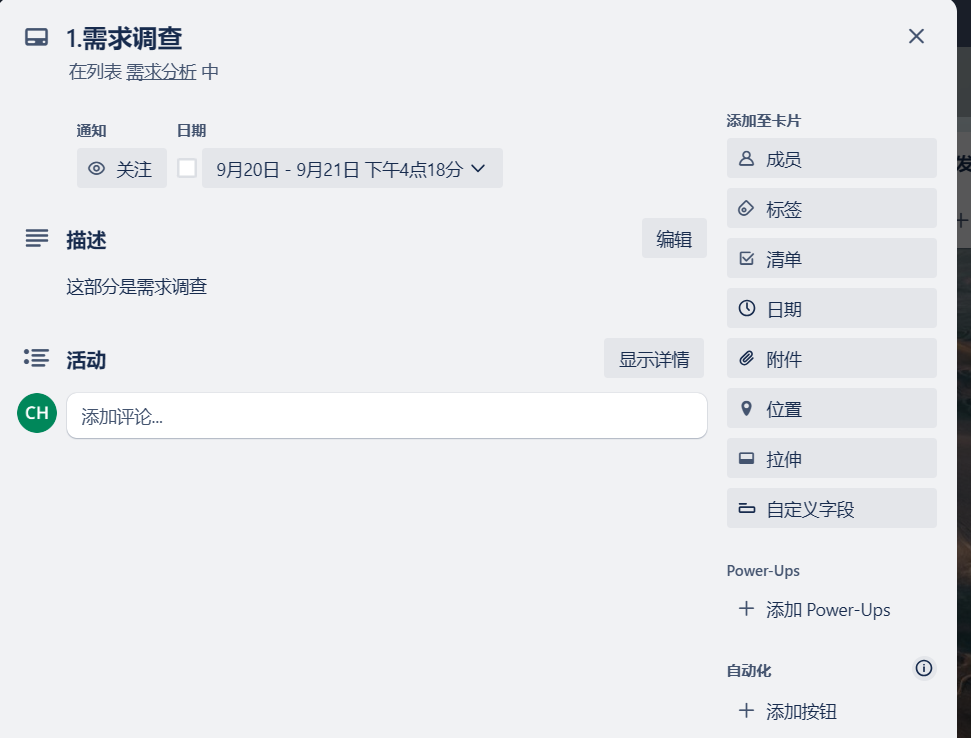 1.需求调查
在列表 需求分析 中
通知
日期
关注
9月20日 - 9月21日 下午4点18分
描述
编辑
这部分是需求调查
活动
显示详情
CH
添加评论...
添加至卡片
成员
标签
清单
日期
附件
位置
拉伸
自定义字段
Power-Ups
添加 Power-Ups
自动化
添加按钮
发